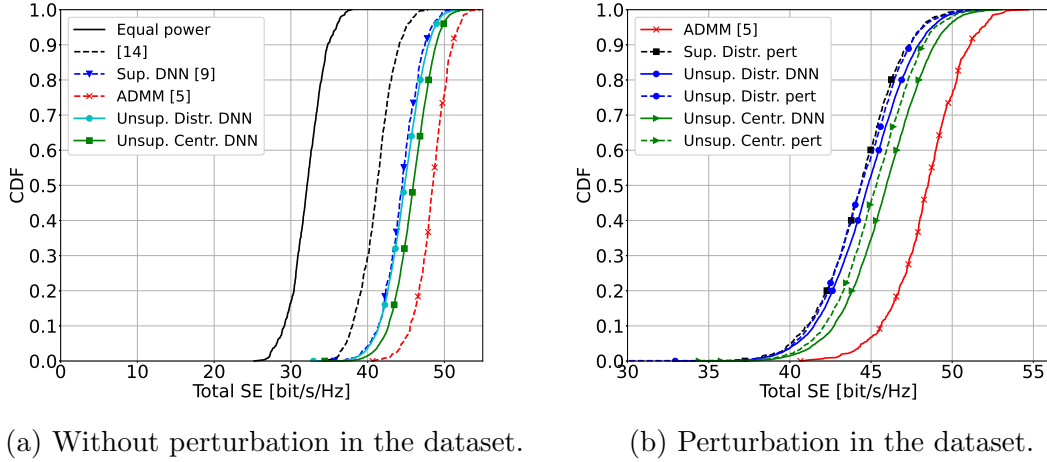 CDF
1.0
0.9
0.8
0.7
0.6
0.5
0.4
0.3
0.2
0.1
0.0
Equal power
[14]
Sup. DNN [9]
ADMM [5]
Unsup. Distr. DNN
Unsup. Centr. DNN
0 10 20 30 40 50
Total SE [bit/s/Hz]
(a) Without perturbation in the dataset.
CDF
1.0
0.9
0.8
0.7
0.6
0.5
0.4
0.3
0.2
0.1
0.0
ADMM [5]
Sup. Distr. pert
Unsup. Distr. DNN
Unsup. Distr. pert
Unsup. Centr. DNN
Unsup. Centr. pert
30 35 40 45 50 55
Total SE [bit/s/Hz]
(b) Perturbation in the dataset.